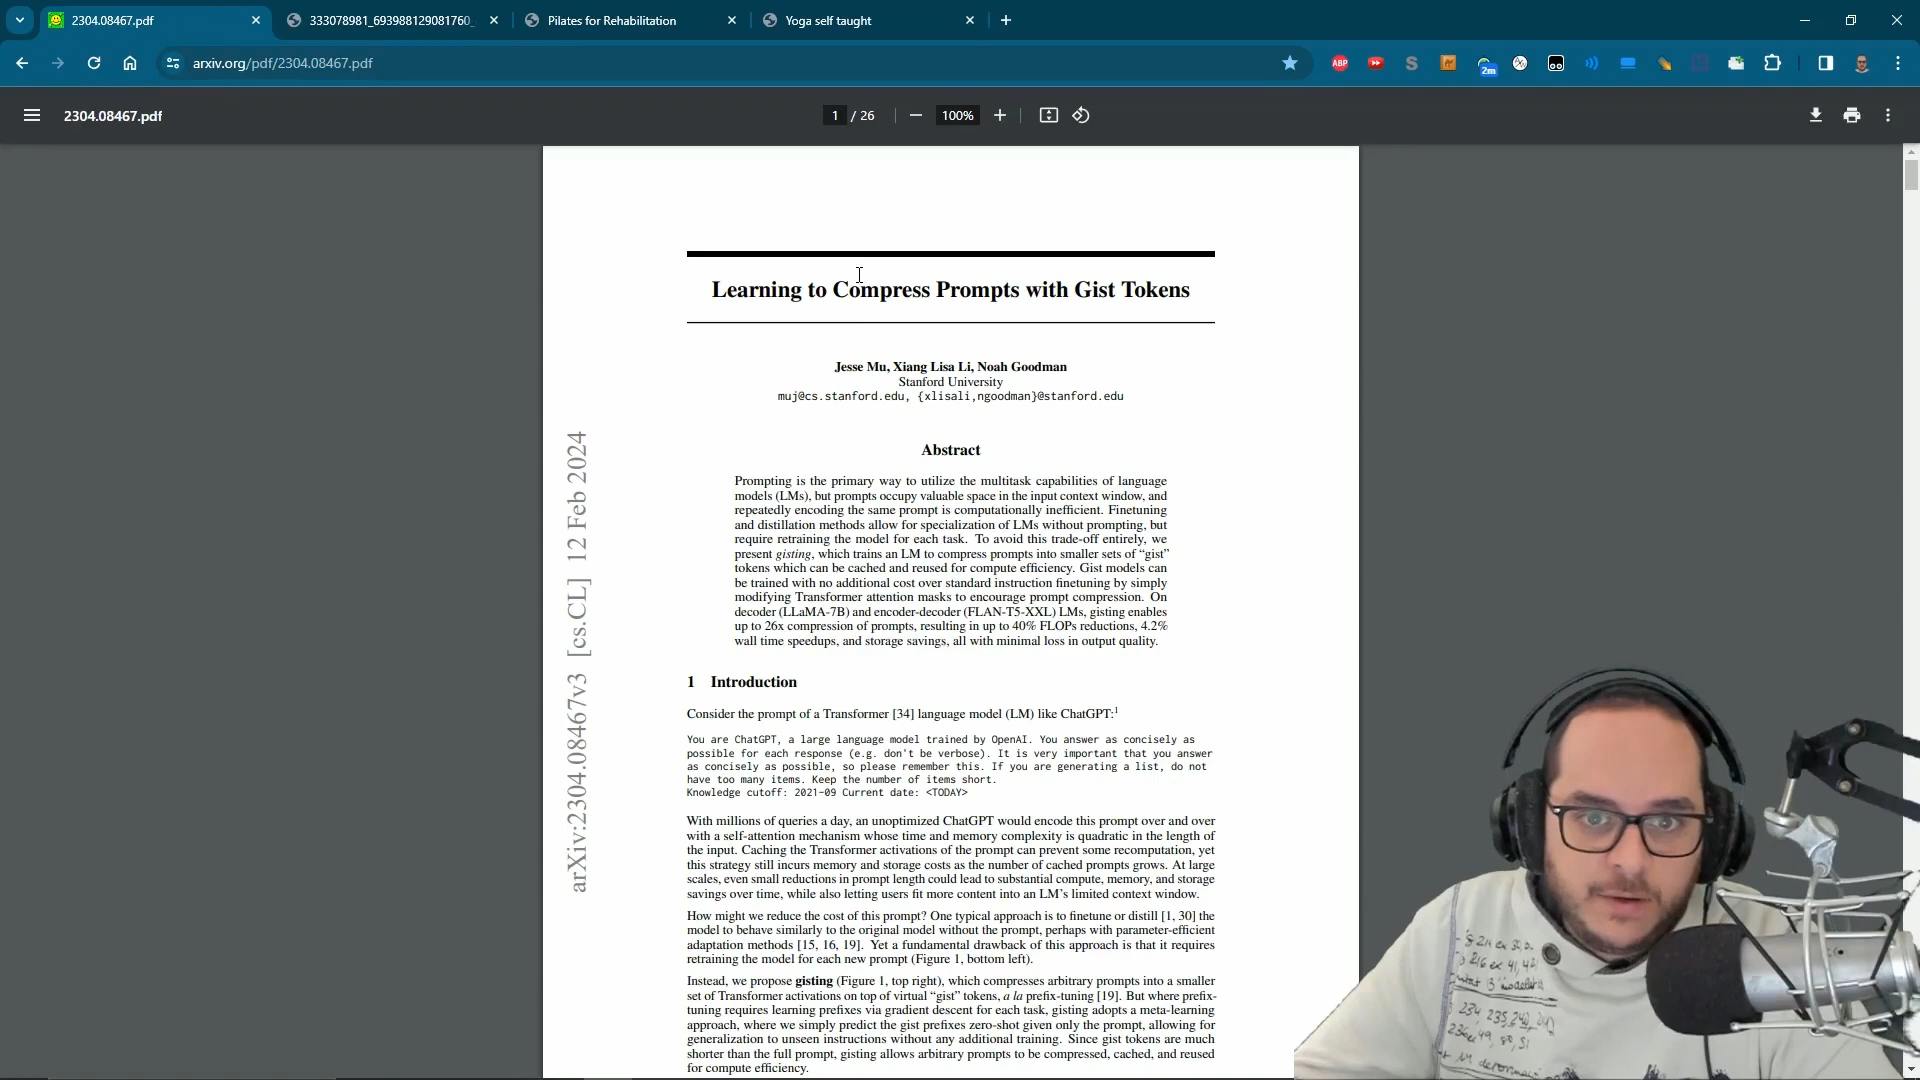 2304.08467.pdf
333078981_693988129081760_
Pilates for Rehabilitation
Yoga self taught
arxiv.org/pdf/2304.08467.pdf
ABP
S
2m
2304.08467.pdf
1 / 26
100%
Learning to Compress Prompts with Gist Tokens
Jesse Mu, Xiang Lisa Li, Noah Goodman
Stanford University
muj@cs.stanford.edu, {xlisali,ngoodman}@stanford.edu
Abstract
Prompting is the primary way to utilize the multitask capabilities of language
models (LMs), but prompts occupy valuable space in the input context window, and
repeatedly encoding the same prompt is computationally inefficient. Finetuning
and distillation methods allow for specialization of LMs without prompting, but
require retraining the model for each task. To avoid this trade-off entirely, we
present gisting, which trains an LM to compress prompts into smaller sets of “gist”
tokens which can be cached and reused for compute efficiency. Gist models can
be trained with no additional cost over standard instruction finetuning by simply
modifying Transformer attention masks to encourage prompt compression. On
decoder (LLaMA-7B) and encoder-decoder (FLAN-T5-XXL) LMs, gisting enables
up to 26x compression of prompts, resulting in up to 40% FLOPs reductions, 4.2%
wall time speedups, and storage savings, all with minimal loss in output quality.
arXiv:2304.08467v3 [cs.CL] 12 Feb 2024
1 Introduction
Consider the prompt of a Transformer [34] language model (LM) like ChatGPT:1
You are ChatGPT, a large language model trained by OpenAI. You answer as concisely as
possible for each response (e.g. don't be verbose). It is very important that you answer
as concisely as possible, so please remember this. If you are generating a list, do not
have too many items. Keep the number of items short.
Knowledge cutoff: 2021-09 Current date: <TODAY>
With millions of queries a day, an unoptimized ChatGPT would encode this prompt over and over
with a self-attention mechanism whose time and memory complexity is quadratic in the length of
the input. Caching the Transformer activations of the prompt can prevent some recomputation, yet
this strategy still incurs memory and storage costs as the number of cached prompts grows. At large
scales, even small reductions in prompt length could lead to substantial compute, memory, and storage
savings over time, while also letting users fit more content into an LM’s limited context window.
How might we reduce the cost of this prompt? One typical approach is to finetune or distill [1, 30] the
model to behave similarly to the original model without the prompt, perhaps with parameter-efficient
adaptation methods [15, 16, 19]. Yet a fundamental drawback of this approach is that it requires
retraining the model for each new prompt (Figure 1, bottom left).
Instead, we propose gisting (Figure 1, top right), which compresses arbitrary prompts into a smaller
set of Transformer activations on top of virtual “gist” tokens, a la prefix-tuning [19]. But where prefix-
tuning requires learning prefixes via gradient descent for each task, gisting adopts a meta-learning
approach, where we simply predict the gist prefixes zero-shot given only the prompt, allowing for
generalization to unseen instructions without any additional training. Since gist tokens are much
shorter than the full prompt, gisting allows arbitrary prompts to be compressed, cached, and reused
for compute efficiency.